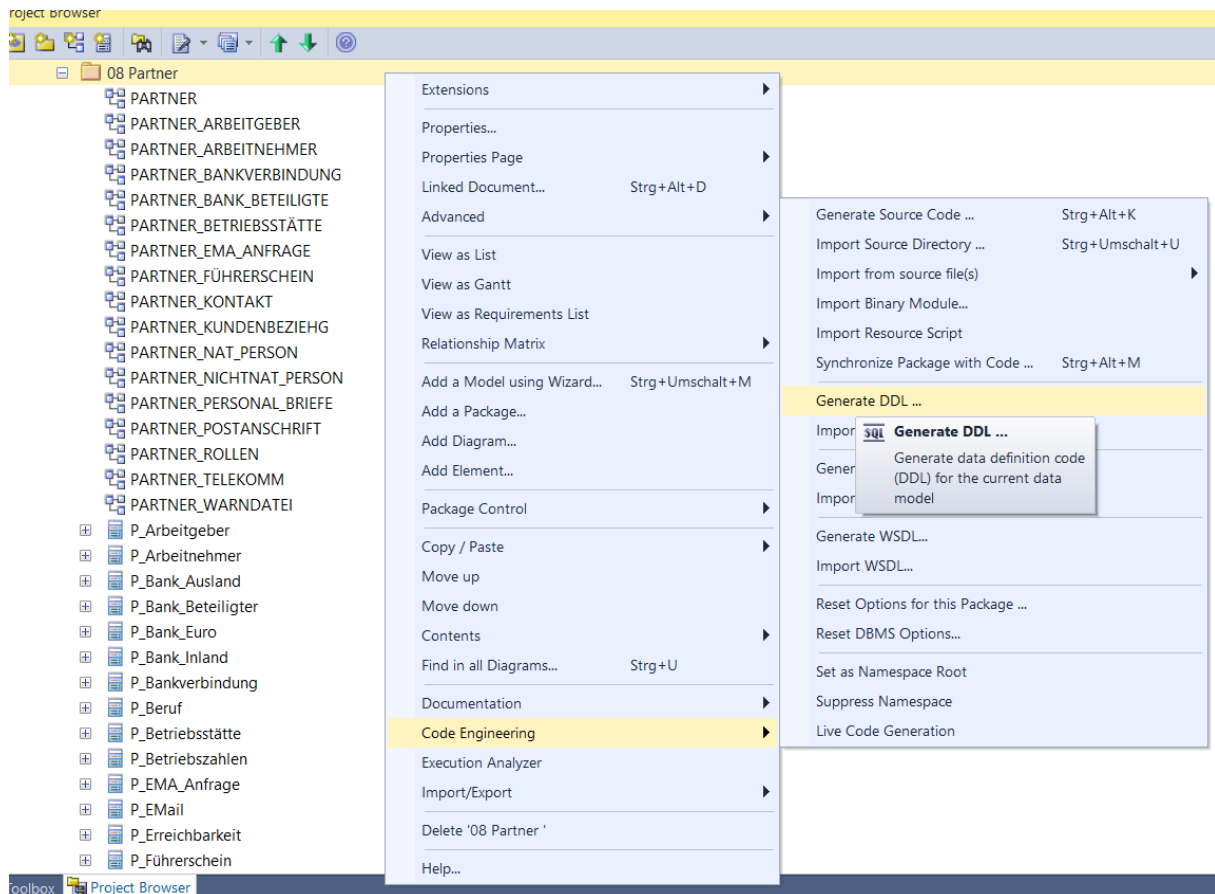 Project Browser
08 Partner
PARTNER
PARTNER_ARBEITGEBER
PARTNER_ARBEITNEHMER
PARTNER_BANKVERBINDUNG
PARTNER_BANK_BETEILIGTE
PARTNER_BETRIEBSSTÄTTE
PARTNER_EMA_ANFRAGE
PARTNER_FÜHRERSCHEIN
PARTNER_KONTAKT
PARTNER_KUNDENBEZIEHG
PARTNER_NAT_PERSON
PARTNER_NICHTNAT_PERSON
PARTNER_PERSONAL_BRIEFE
PARTNER_POSTANSCHRIFT
PARTNER_ROLLEN
PARTNER_TELEKOMM
PARTNER_WARNDATEI
P_Arbeitgeber
P_Arbeitnehmer
P_Bank_Ausland
P_Bank_Beteiligter
P_Bank_Euro
P_Bank_Inland
P_Bankverbindung
P_Beruf
P_Betriebsstätte
P_Betriebszahlen
P_EMA_Anfrage
P_EMail
P_Erreichbarkeit
P_Führerschein
Toolbox Project Browser
Extensions
Properties...
Properties Page
Linked Document... Strg+Alt+D
Advanced
View as List
View as Gantt
View as Requirements List
Relationship Matrix
Add a Model using Wizard... Strg+Umschalt+M
Add a Package...
Add Diagram...
Add Element...
Package Control
Copy / Paste
Move up
Move down
Contents
Find in all Diagrams... Strg+U
Documentation
Code Engineering
Execution Analyzer
Import/Export
Delete '08 Partner '
Help...
Generate Source Code ... Strg+Alt+K
Import Source Directory ... Strg+Umschalt+U
Import from source file(s)
Import Binary Module...
Import Resource Script
Synchronize Package with Code ... Strg+Alt+M
Generate DDL ...
Impor
SQL Generate DDL ...
Generate data definition code
(DDL) for the current data
model
Gener
Impor
Generate WSDL...
Import WSDL...
Reset Options for this Package ...
Reset DBMS Options...
Set as Namespace Root
Suppress Namespace
Live Code Generation